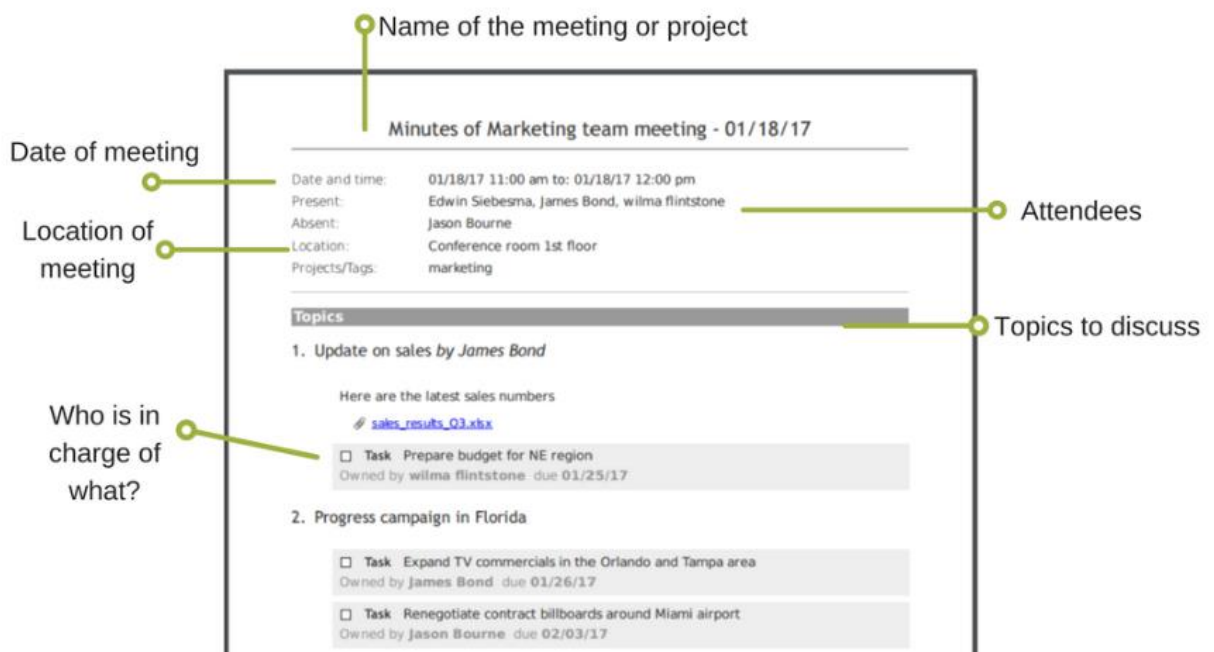 Name of the meeting or project
Minutes of Marketing team meeting - 01/18/17
Date of meeting
Date and time: 01/18/17 11:00 am to: 01/18/17 12:00 pm
Present: Edwin Siebesma, James Bond, wilma flintstone
Attendees
Absent: Jason Bourne
Location of
meeting
Location: Conference room 1st floor
Projects/Tags: marketing
Topics
Topics to discuss
1. Update on sales by James Bond
Here are the latest sales numbers
sales_results_Q3.xlsx
Who is in
charge of
what?
Task Prepare budget for NE region
Owned by wilma flintstone due 01/25/17
2. Progress campaign in Florida
Task Expand TV commercials in the Orlando and Tampa area
Owned by James Bond due 01/26/17
Task Renegotiate contract billboards around Miami airport
Owned by Jason Bourne due 02/03/17